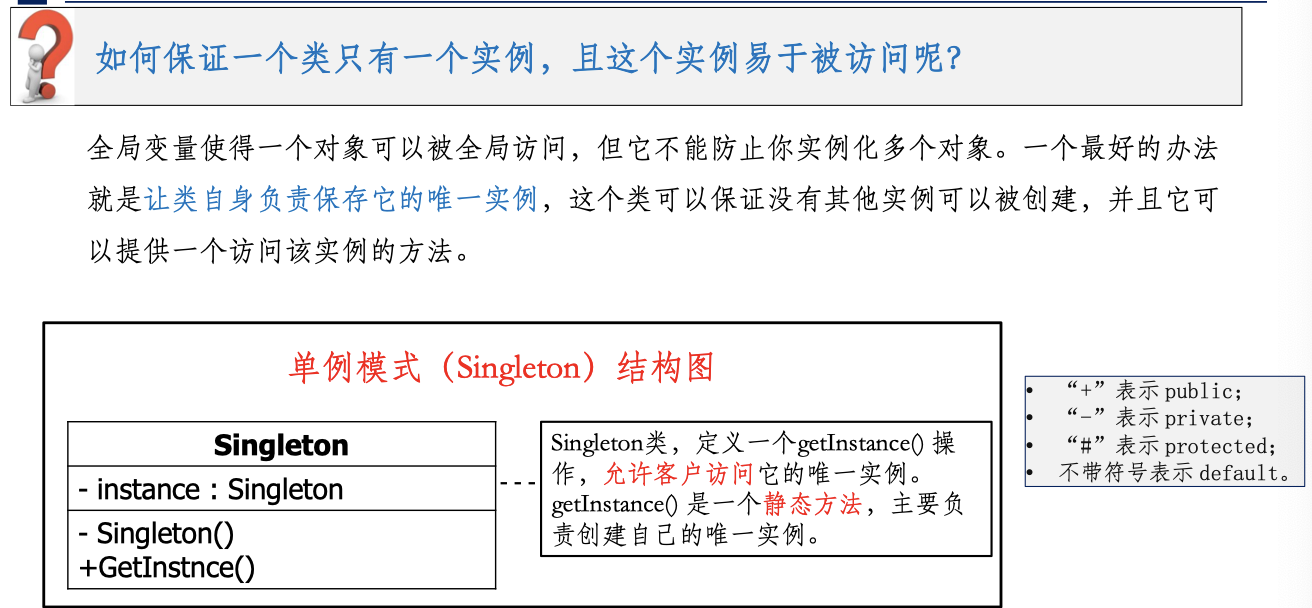 如何保证一个类只有一个实例，且这个实例易于被访问呢？
全局变量使得一个对象可以被全局访问，但它不能防止你实例化多个对象。一个最好的办法
就是让类自身负责保存它的唯一实例，这个类可以保证没有其他实例可以被创建，并且它可
以提供一个访问该实例的方法。
单例模式（Singleton）结构图
Singleton
- instance : Singleton
- Singleton()
+GetInstnce()
Singleton类，定义一个getInstance() 操
作，允许客户访问它的唯一实例。
getInstance() 是一个静态方法，主要负
责创建自己的唯一实例。
• “+”表示public；
• “-”表示private；
• “#”表示protected；
• 不带符号表示default。